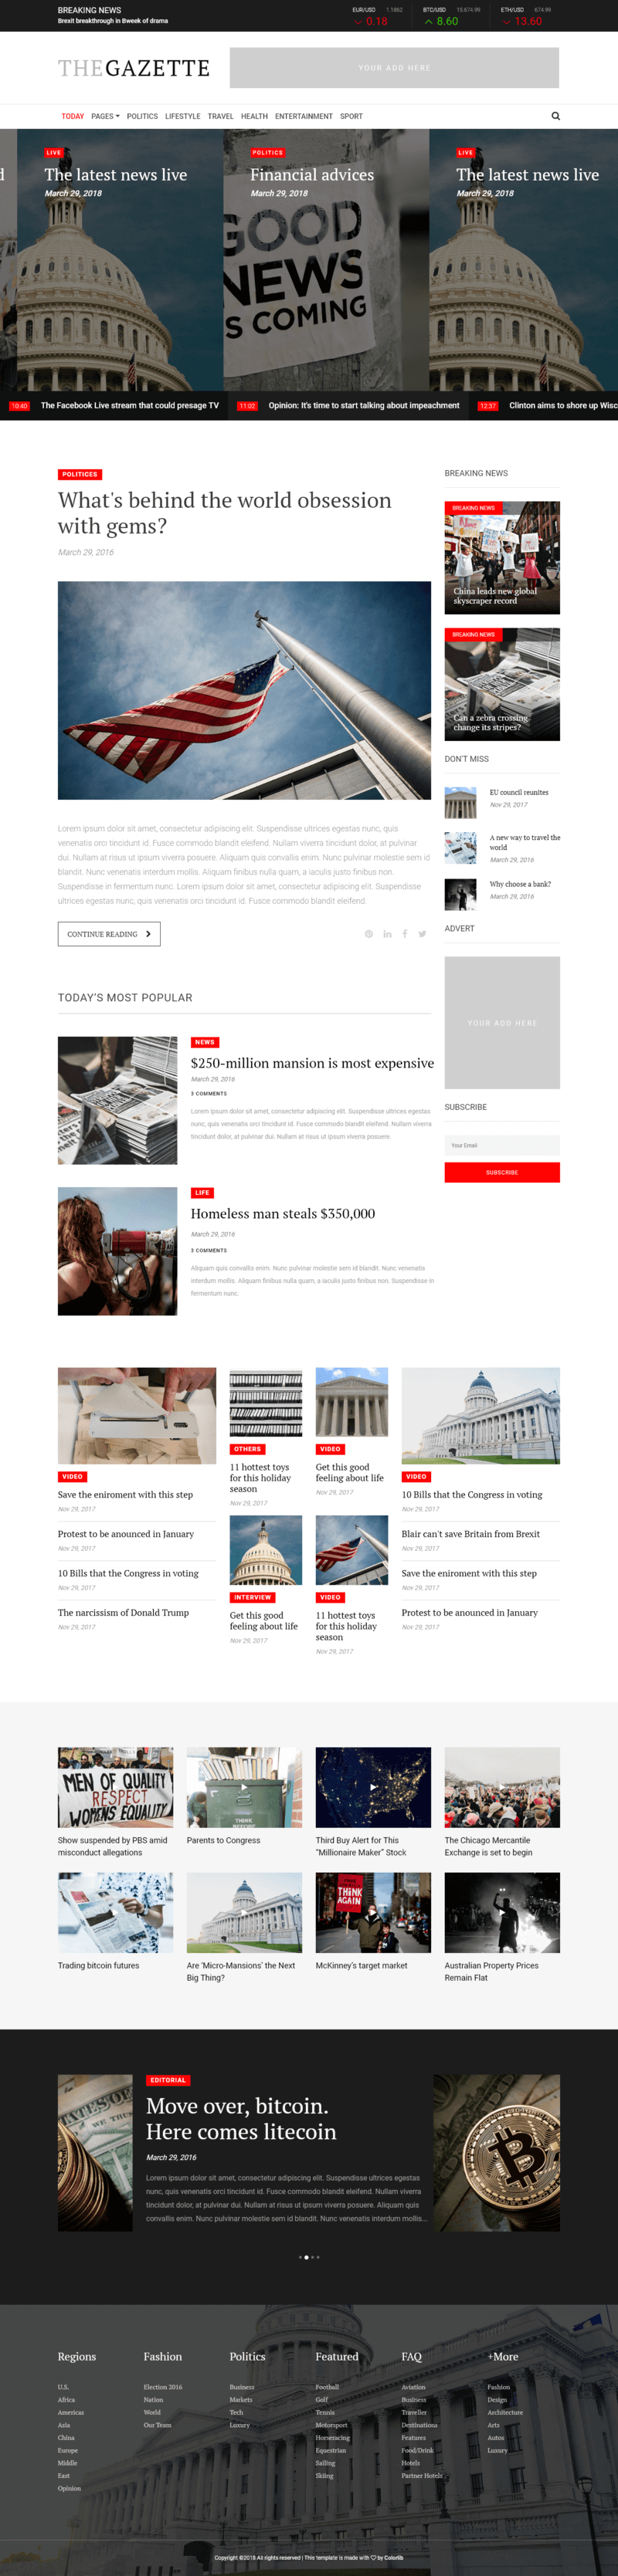 BREAKING NEWS
Brexit breakthrough in 8week of drama
EUR/USD 1.1862
0.18
BTC/USD 15.674.99
8.60
ETH/USD 674.99
13.60
THEGAZETTE
YOUR ADD HERE
TODAY PAGES POLITICS LIFESTYLE TRAVEL HEALTH ENTERTAINMENT SPORT
d
LIVE
The latest news live
March 29, 2018
POLITICS
Financial advices
March 29, 2018
GOOD
NEWS
IS COMING
LIVE
The latest news live
March 29, 2018
10:40 The Facebook Live stream that could presage TV
11:02 Opinion: It's time to start talking about impeachment
12:37 Clinton aims to shore up Wisc
POLITICES
What's behind the world obsession
with gems?
March 29, 2016
Lorem ipsum dolor sit amet, consectetur adipiscing elit. Suspendisse ultrices egestas nunc, quis
venenatis orci tincidunt id. Fusce commodo blandit eleifend. Nullam viverra tincidunt dolor, at pulvinar
dui. Nullam at risus ut ipsum viverra posuere. Aliquam quis convallis enim. Nunc pulvinar molestie sem id
blandit. Nunc venenatis interdum mollis. Aliquam finibus nulla quam, a iaculis justo finibus non.
Suspendisse in fermentum nunc. Lorem ipsum dolor sit amet, consectetur adipiscing elit. Suspendisse
ultrices egestas nunc, quis venenatis orci tincidunt id. Fusce commodo blandit eleifend.
CONTINUE READING
BREAKING NEWS
BREAKING NEWS
China leads new global
skyscraper record
BREAKING NEWS
Can a zebra crossing
change its stripes?
DON'T MISS
EU council reunites
Nov 29, 2017
A new way to travel the
world
March 29, 2016
Why choose a bank?
March 29, 2016
ADVERT
YOUR ADD HERE
SUBSCRIBE
Your Email
SUBSCRIBE
TODAY'S MOST POPULAR
NEWS
$250-million mansion is most expensive
March 29, 2016
3 COMMENTS
Lorem ipsum dolor sit amet, consectetur adipiscing elit. Suspendisse ultrices egestas
nunc, quis venenatis orci tincidunt id. Fusce commodo blandit eleifend. Nullam viverra
tincidunt dolor, at pulvinar dui. Nullam at risus ut ipsum viverra posuere.
LIFE
Homeless man steals $350,000
March 29, 2016
3 COMMENTS
Aliquam quis convallis enim. Nunc pulvinar molestie sem id blandit. Nunc venenatis
interdum mollis. Aliquam finibus nulla quam, a iaculis justo finibus non. Suspendisse in
fermentum nunc.
VIDEO
Save the eniroment with this step
Nov 29, 2017
Protest to be anounced in January
Nov 29, 2017
10 Bills that the Congress in voting
Nov 29, 2017
The narcissism of Donald Trump
Nov 29, 2017
OTHERS
11 hottest toys
for this holiday
season
Nov 29, 2017
INTERVIEW
Get this good
feeling about life
Nov 29, 2017
VIDEO
Get this good
feeling about life
Nov 29, 2017
VIDEO
11 hottest toys
for this holiday
season
Nov 29, 2017
VIDEO
10 Bills that the Congress in voting
Nov 29, 2017
Blair can't save Britain from Brexit
Nov 29, 2017
Save the eniroment with this step
Nov 29, 2017
Protest to be anounced in January
Nov 29, 2017
MEN OF QUALITY
RESPECT
WOMENS EQUALITY
Show suspended by PBS amid
misconduct allegations
THINK
BEFORE
Parents to Congress
Third Buy Alert for This
"Millionaire Maker" Stock
The Chicago Mercantile
Exchange is set to begin
Trading bitcoin futures
Are 'Micro-Mansions' the Next
Big Thing?
THINK
AGAIN
McKinney's target market
Australian Property Prices
Remain Flat
EDITORIAL
Move over, bitcoin.
Here comes litecoin
March 29, 2016
Lorem ipsum dolor sit amet, consectetur adipiscing elit. Suspendisse ultrices egestas
nunc, quis venenatis orci tincidunt id. Fusce commodo blandit eleifend. Nullam viverra
tincidunt dolor, at pulvinar dui. Nullam at risus ut ipsum viverra posuere. Aliquam quis
convallis enim. Nunc pulvinar molestie sem id blandit. Nunc venenatis interdum mollis...
Regions
U.S.
Africa
Americas
Asia
China
Europe
Middle
East
Opinion
Fashion
Election 2016
Nation
World
Our Team
Politics
Business
Markets
Tech
Luxury
Featured
Football
Golf
Tennis
Motorsport
Horseracing
Equestrian
Sailing
Skiing
FAQ
Aviation
Business
Traveller
Destinations
Features
Food/Drink
Hotels
Partner Hotels
+More
Fashion
Design
Architecture
Arts
Autos
Luxury
Copyright ©2018 All rights reserved | This template is made with ♡ by Colorlib